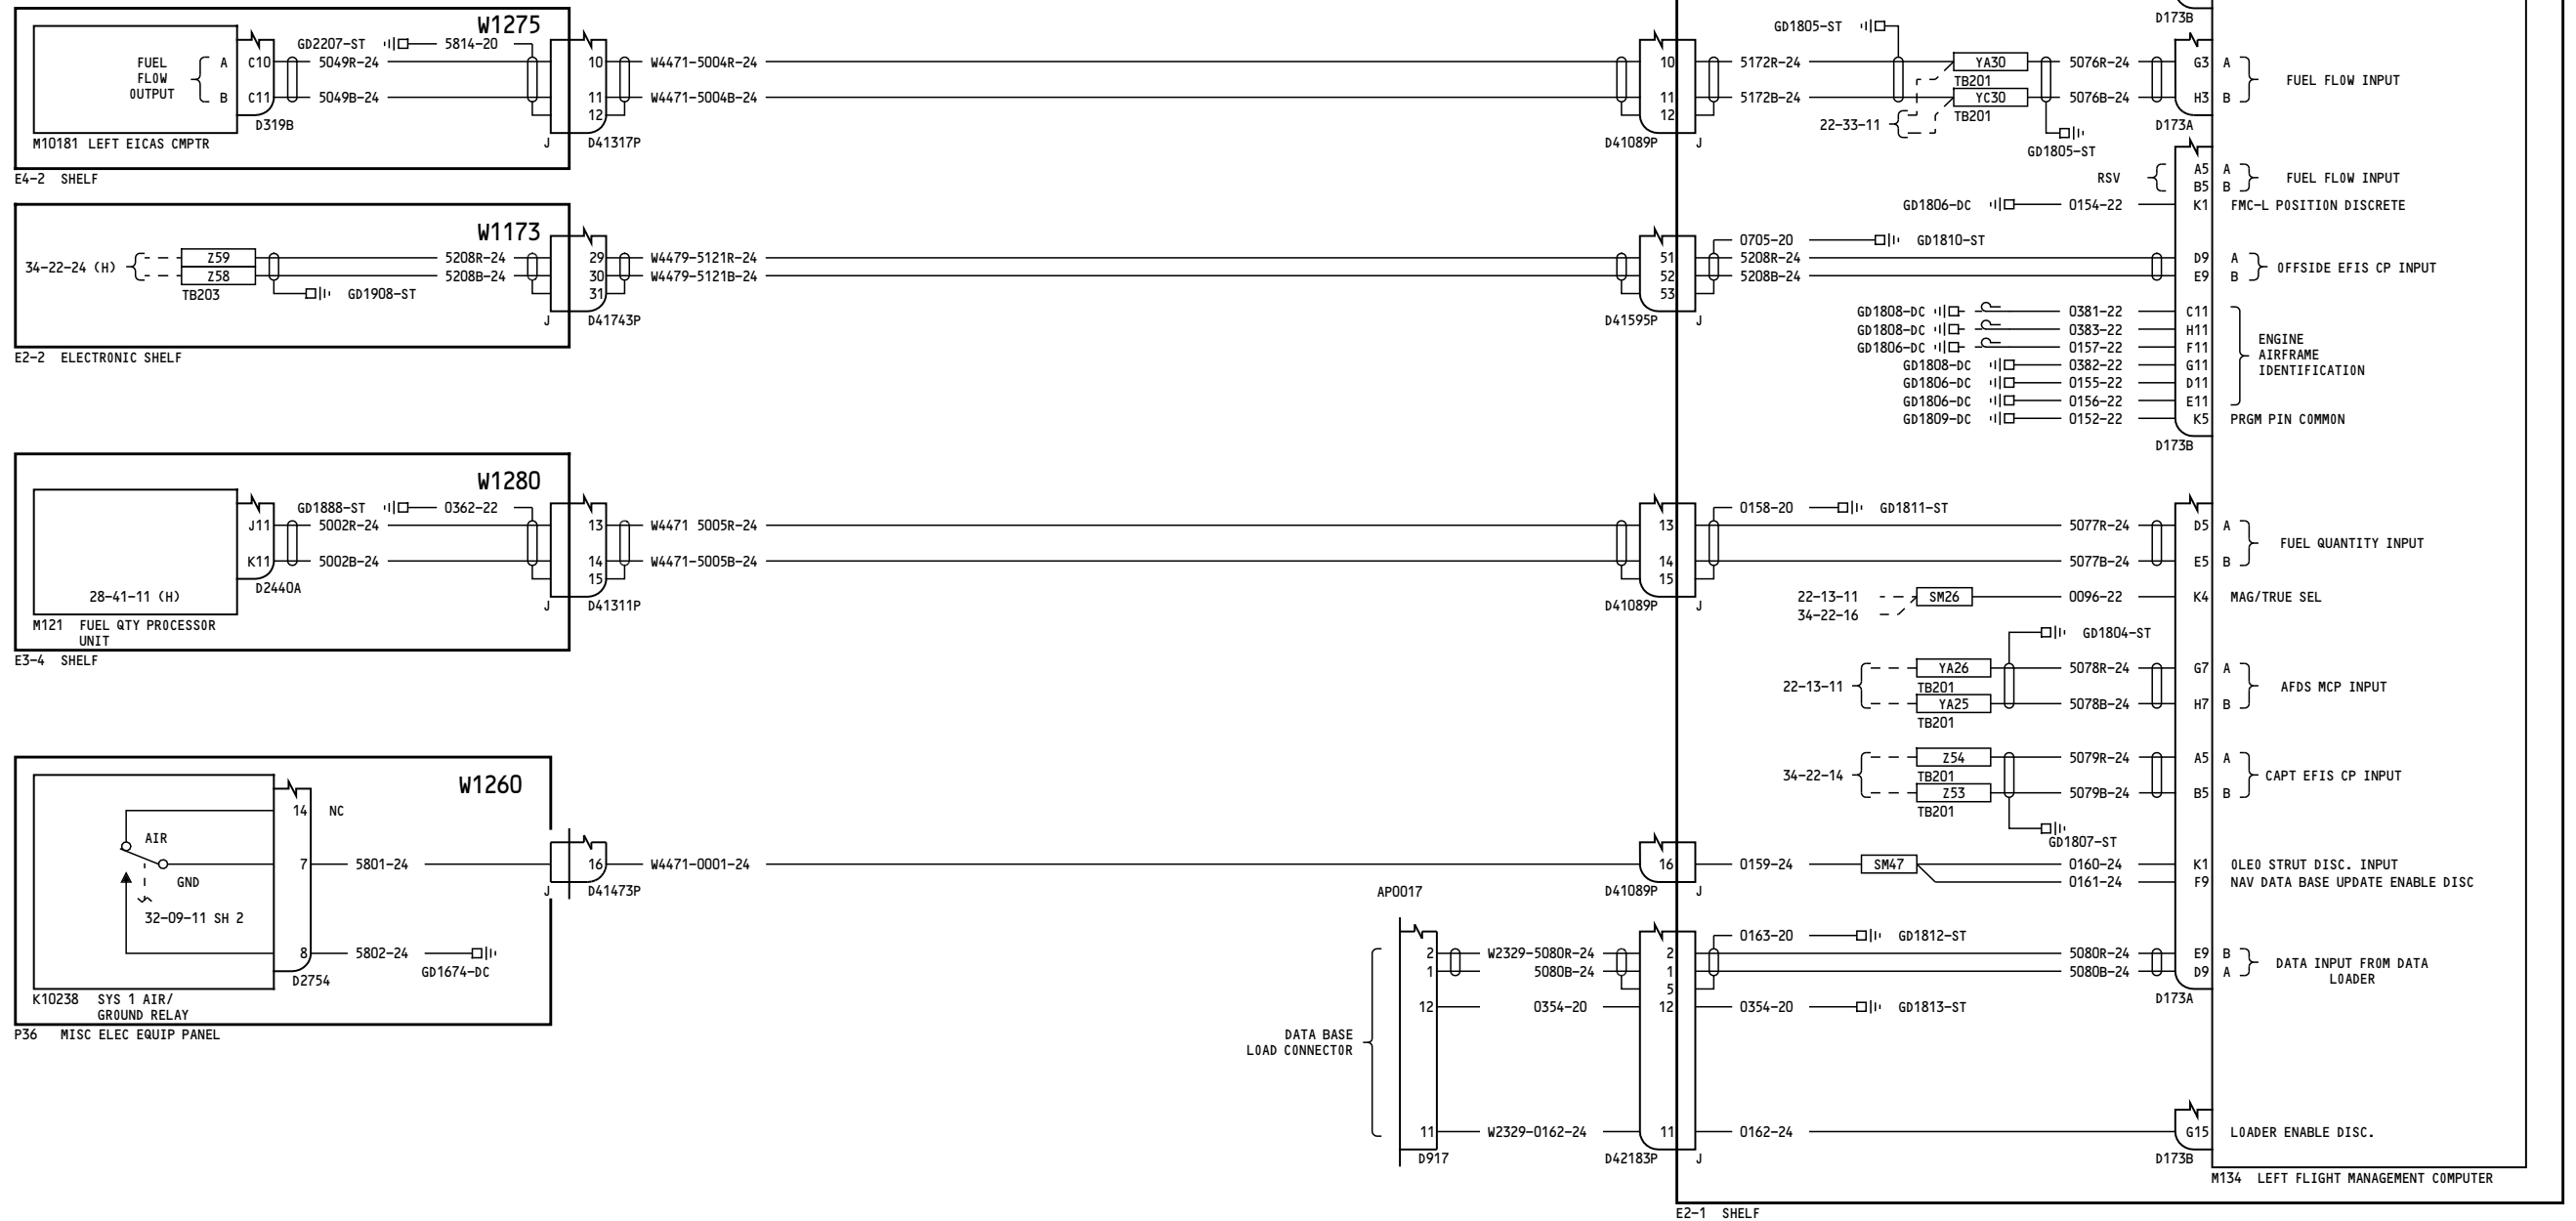 W1275
GD2207-ST 5814-20
FUEL FLOW OUTPUT
A C10 5049R-24 10 W4471-5004R-24
B C11 5049B-24 11 W4471-5004B-24
12
D319B
M10181 LEFT EICAS CMPTR
J D41317P
E4-2 SHELF
D173B
GD1805-ST
10 5172R-24 YA30 5076R-24 G3 A
TB201
FUEL FLOW INPUT
11 5172B-24 YC30 5076B-24 H3 B
TB201
12
22-33-11
D173A
D41089P J
GD1805-ST
RSV
A5 A
B5 B
FUEL FLOW INPUT
GD1806-DC 0154-22 K1 FMC-L POSITION DISCRETE
W1173
34-22-24 (H)
Z59 5208R-24 29 W4479-5121R-24
Z58 5208B-24 30 W4479-5121B-24
TB203 GD1908-ST 31
J D41743P
E2-2 ELECTRONIC SHELF
0705-20 GD1810-ST
51 5208R-24 D9 A
52 5208B-24 E9 B
OFFSIDE EFIS CP INPUT
53
D41595P J
GD1808-DC 0381-22 C11
GD1808-DC 0383-22 H11
GD1806-DC 0157-22 F11
GD1808-DC 0382-22 G11
GD1806-DC 0155-22 D11
GD1806-DC 0156-22 E11
ENGINE
AIRFRAME
IDENTIFICATION
GD1809-DC 0152-22 K5 PRGM PIN COMMON
D173B
W1280
GD1888-ST 0362-22
J11 5002R-24 13 W4471 5005R-24
K11 5002B-24 14 W4471-5005B-24
15
D2440A
28-41-11 (H)
J D41311P
M121 FUEL QTY PROCESSOR
UNIT
E3-4 SHELF
0158-20 GD1811-ST
13 5077R-24 D5 A
FUEL QUANTITY INPUT
14 5077B-24 E5 B
15
D41089P J
22-13-11 SM26 0096-22 K4 MAG/TRUE SEL
34-22-16
GD1804-ST
YA26 5078R-24 G7 A
22-13-11 TB201 AFDS MCP INPUT
YA25 5078B-24 H7 B
TB201
Z54 5079R-24 A5 A
34-22-14 TB201 CAPT EFIS CP INPUT
Z53 5079B-24 B5 B
TB201
GD1807-ST
W1260
14 NC
AIR
7 5801-24 16 W4471-0001-24
GND
J D41473P
32-09-11 SH 2
8 5802-24
GD1674-DC
D2754
K10238 SYS 1 AIR/
GROUND RELAY
P36 MISC ELEC EQUIP PANEL
16 0159-24 SM47 0160-24 K1 OLEO STRUT DISC. INPUT
0161-24 F9 NAV DATA BASE UPDATE ENABLE DISC
D41089P J
AP0017
0163-20 GD1812-ST
2 W2329-5080R-24 2 5080R-24 E9 B
1 5080B-24 1 5080B-24 D9 A
DATA INPUT FROM DATA
LOADER
5
D173A
12 0354-20 12 0354-20 GD1813-ST
DATA BASE
LOAD CONNECTOR
11 W2329-0162-24 11 0162-24 G15 LOADER ENABLE DISC.
D917 D42183P J D173B
M134 LEFT FLIGHT MANAGEMENT COMPUTER
E2-1 SHELF